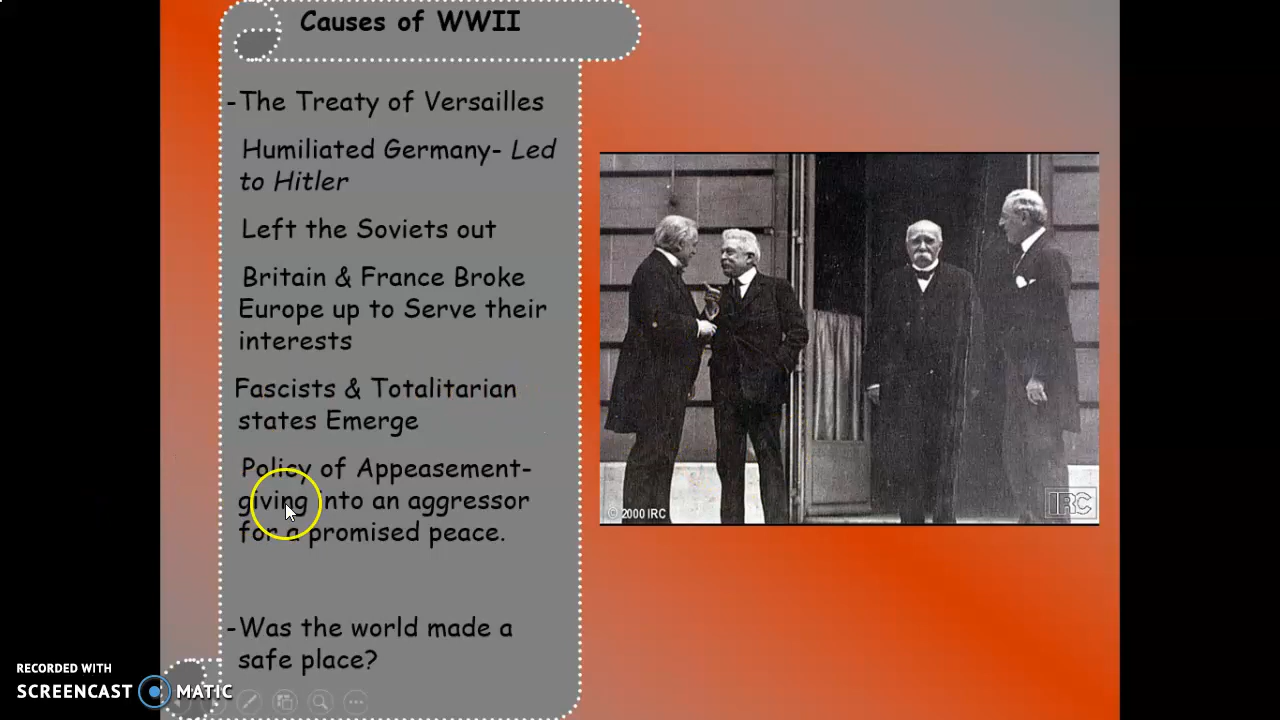 Causes of WWII
-The Treaty of Versailles
Humiliated Germany- Led
to Hitler
Left the Soviets out
Britain & France Broke
Europe up to Serve their
interests
Fascists & Totalitarian
states Emerge
Policy of Appeasement-
giving into an aggressor
for a promised peace.
-Was the world made a
safe place?
© 2000 IRC
IRC
RECORDED WITH
SCREENCAST MATIC